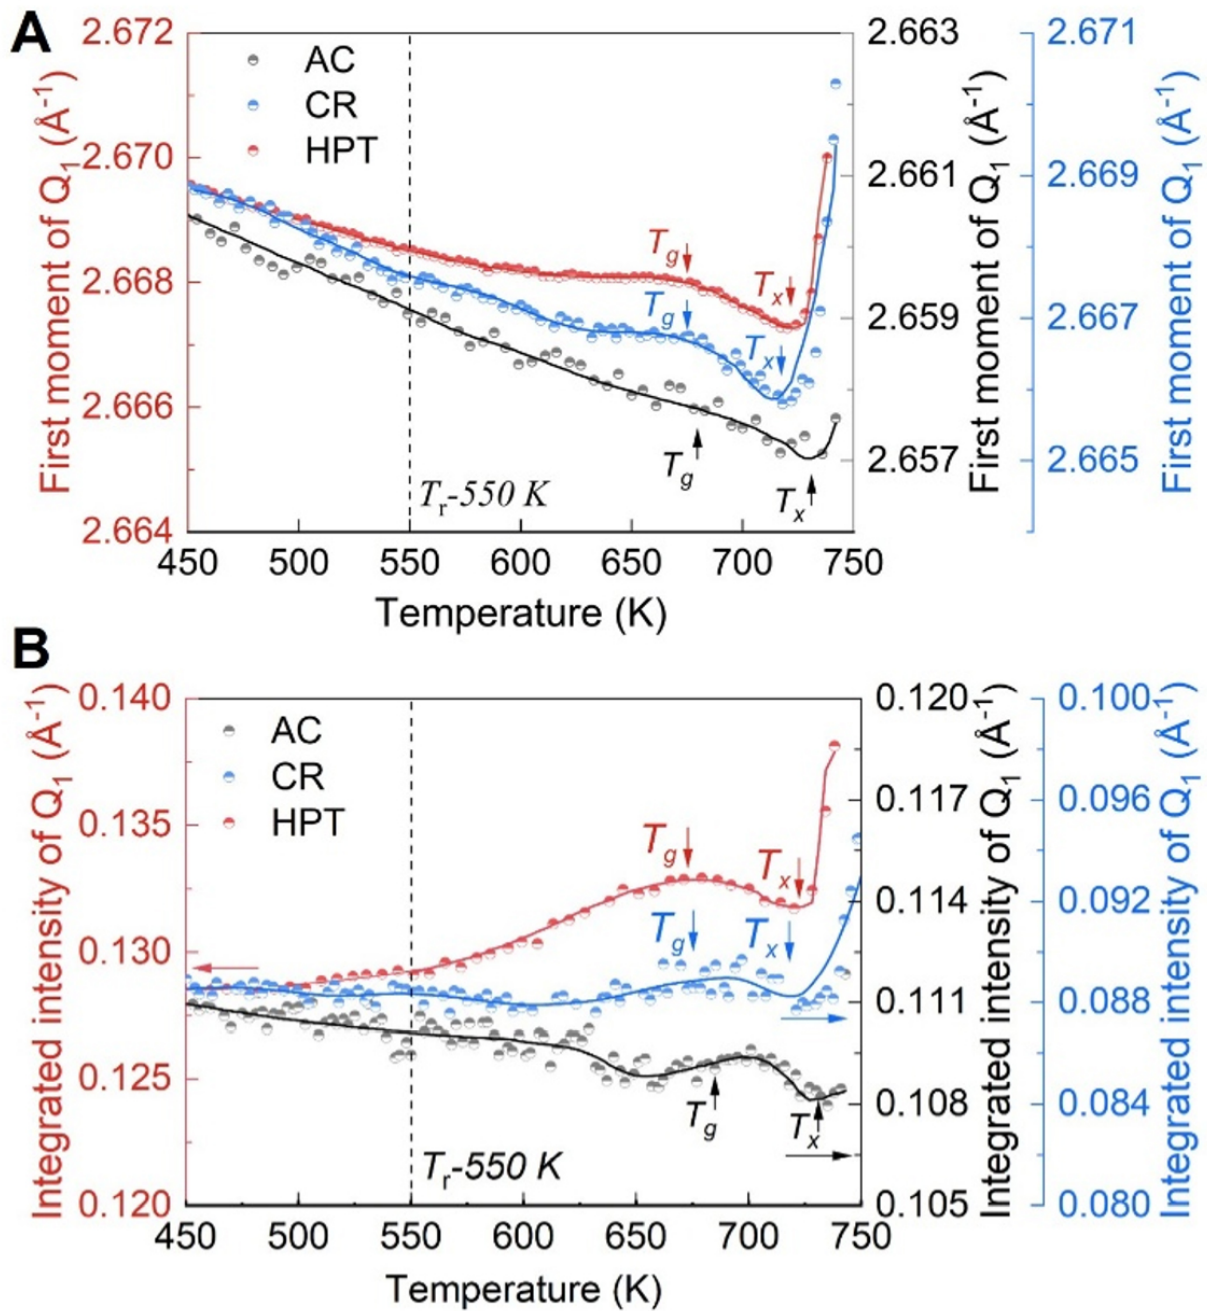 A
2.672
2.670
2.668
2.666
2.664
First moment of Q1 (Å-1)
AC
CR
HPT
Tg
Tx
Tg
Tx
Tg
Tx
Tr-550 K
2.663
2.661
2.659
2.657
First moment of Q1 (Å-1)
2.671
2.669
2.667
2.665
First moment of Q1 (Å-1)
450 500 550 600 650 700 750
Temperature (K)
B
0.140
0.135
0.130
0.125
0.120
Integrated intensity of Q1 (Å-1)
AC
CR
HPT
Tg
Tx
Tg
Tx
Tg
Tx
Tr-550 K
0.120
0.117
0.114
0.111
0.108
0.105
Integrated intensity of Q1 (Å-1)
0.100
0.096
0.092
0.088
0.084
0.080
Integrated intensity of Q1 (Å-1)
450 500 550 600 650 700 750
Temperature (K)